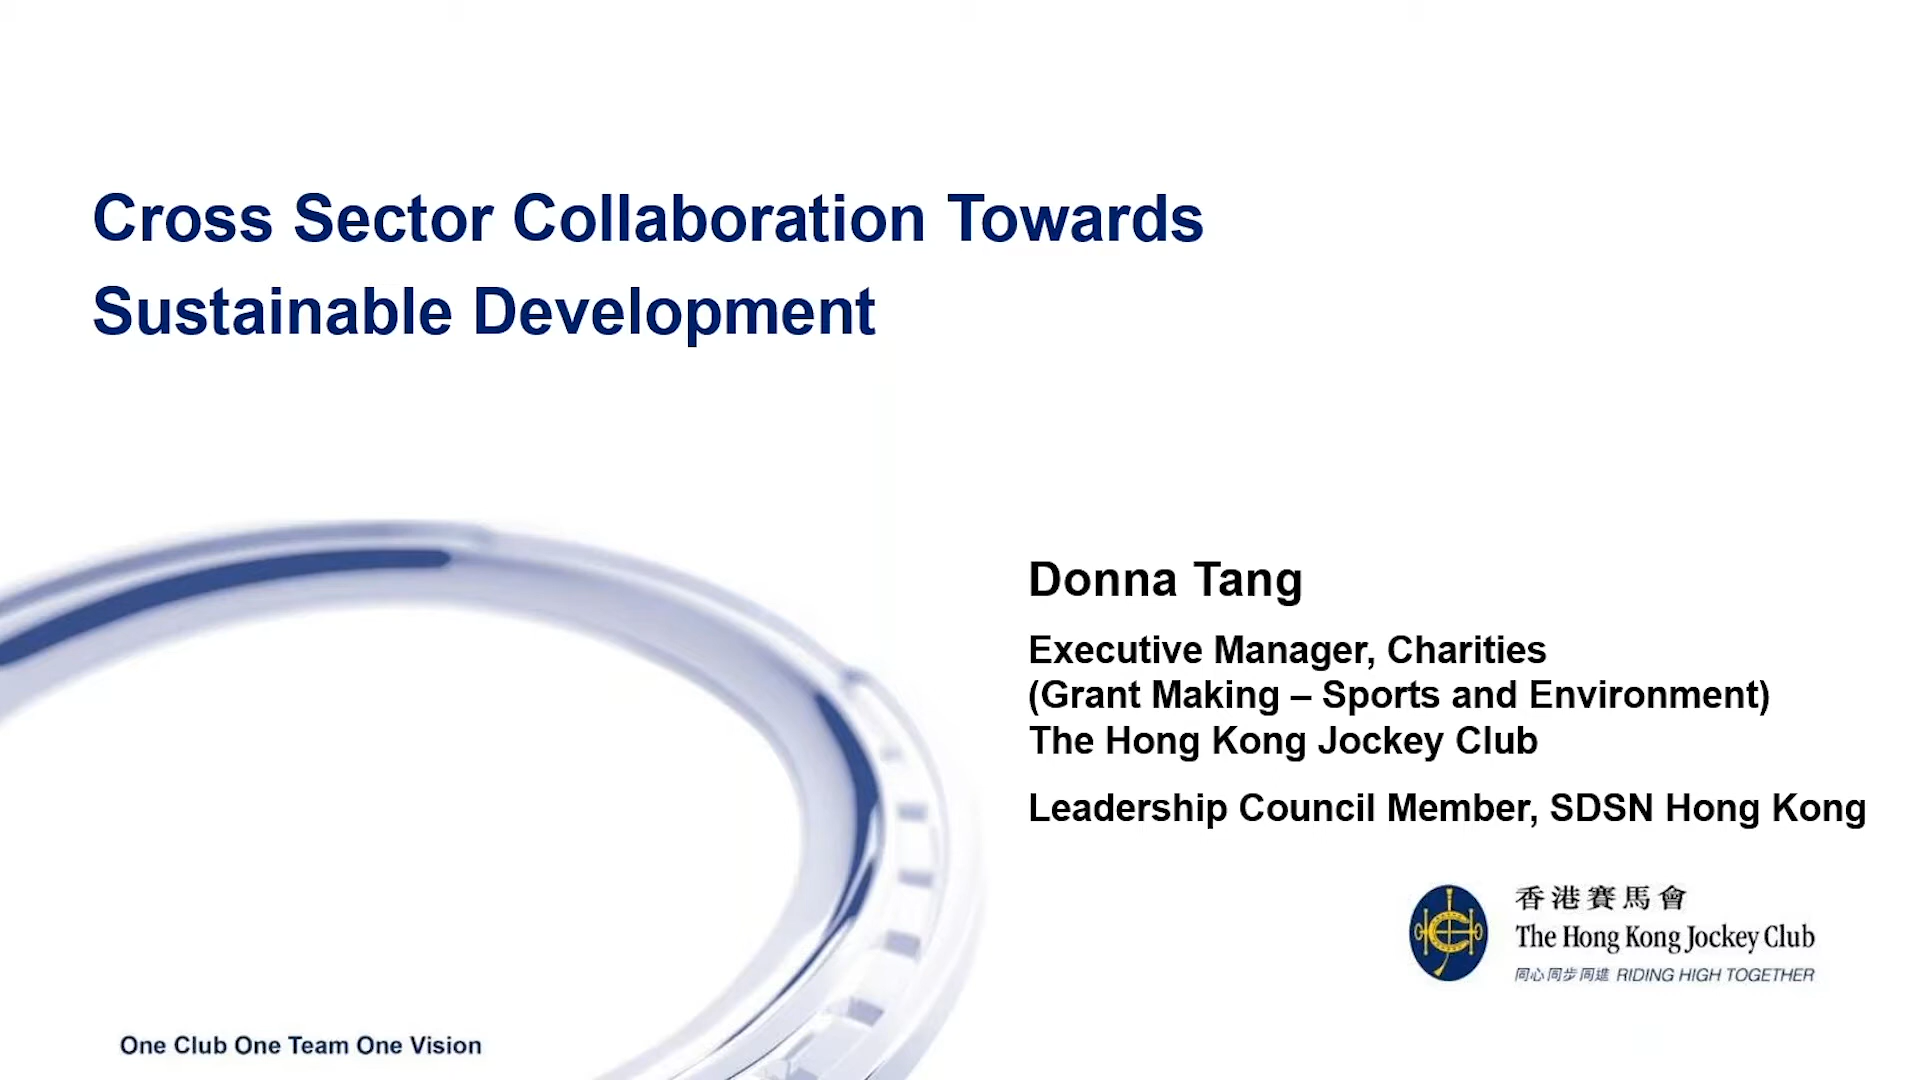 Cross Sector Collaboration Towards
Sustainable Development
Donna Tang
Executive Manager, Charities
(Grant Making – Sports and Environment)
The Hong Kong Jockey Club
Leadership Council Member, SDSN Hong Kong
香港賽馬會
The Hong Kong Jockey Club
同心同步同進 RIDING HIGH TOGETHER
One Club One Team One Vision